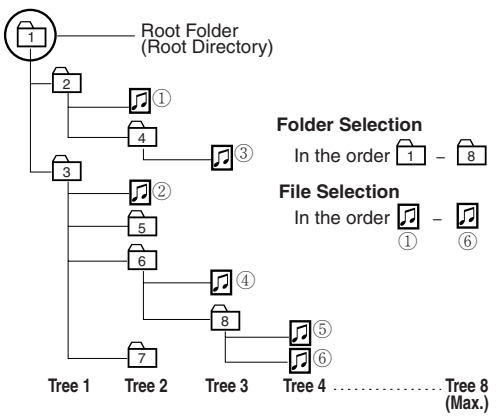 1
Root Folder
(Root Directory)
2
①
4
③
Folder Selection
In the order 1 – 8
3
②
File Selection
In the order –
① ⑥
5
6
④
8
⑤
7
⑥
Tree 1 Tree 2 Tree 3 Tree 4 .............. Tree 8
(Max.)